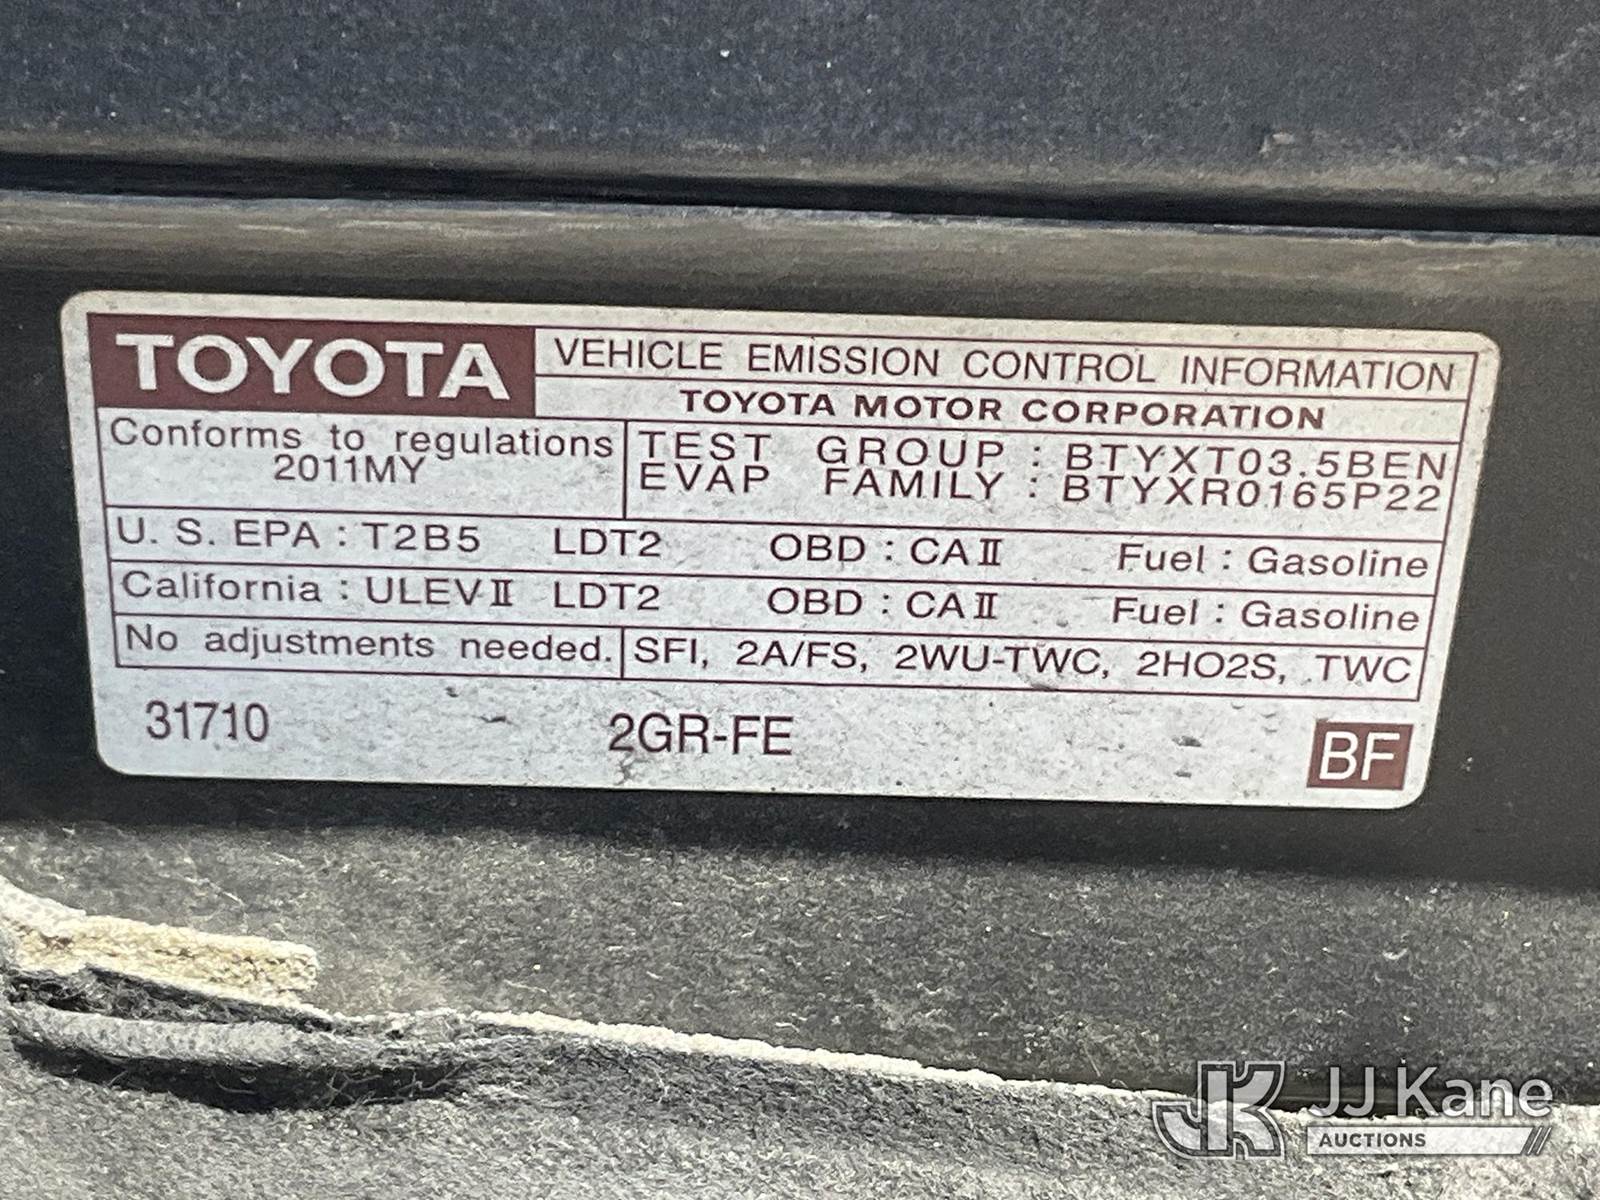 TOYOTA
VEHICLE EMISSION CONTROL INFORMATION
TOYOTA MOTOR CORPORATION
Conforms to regulations
2011MY
TEST GROUP : BTYXT03.5BEN
EVAP FAMILY : BTYXR0165P22
U. S. EPA : T2B5 LDT2 OBD : CAII Fuel : Gasoline
California : ULEVII LDT2 OBD : CAII Fuel : Gasoline
No adjustments needed. SFI, 2A/FS, 2WU-TWC, 2HO2S, TWC
31710 2GR-FE BF
JK JJ Kane
AUCTIONS